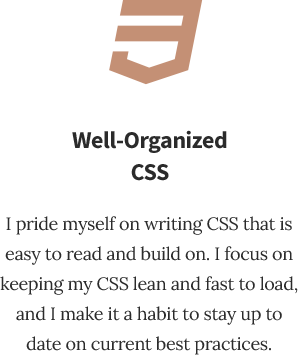 Well-Organized
CSS
I pride myself on writing CSS that is
easy to read and build on. I focus on
keeping my CSS lean and fast to load,
and I make it a habit to stay up to
date on current best practices.